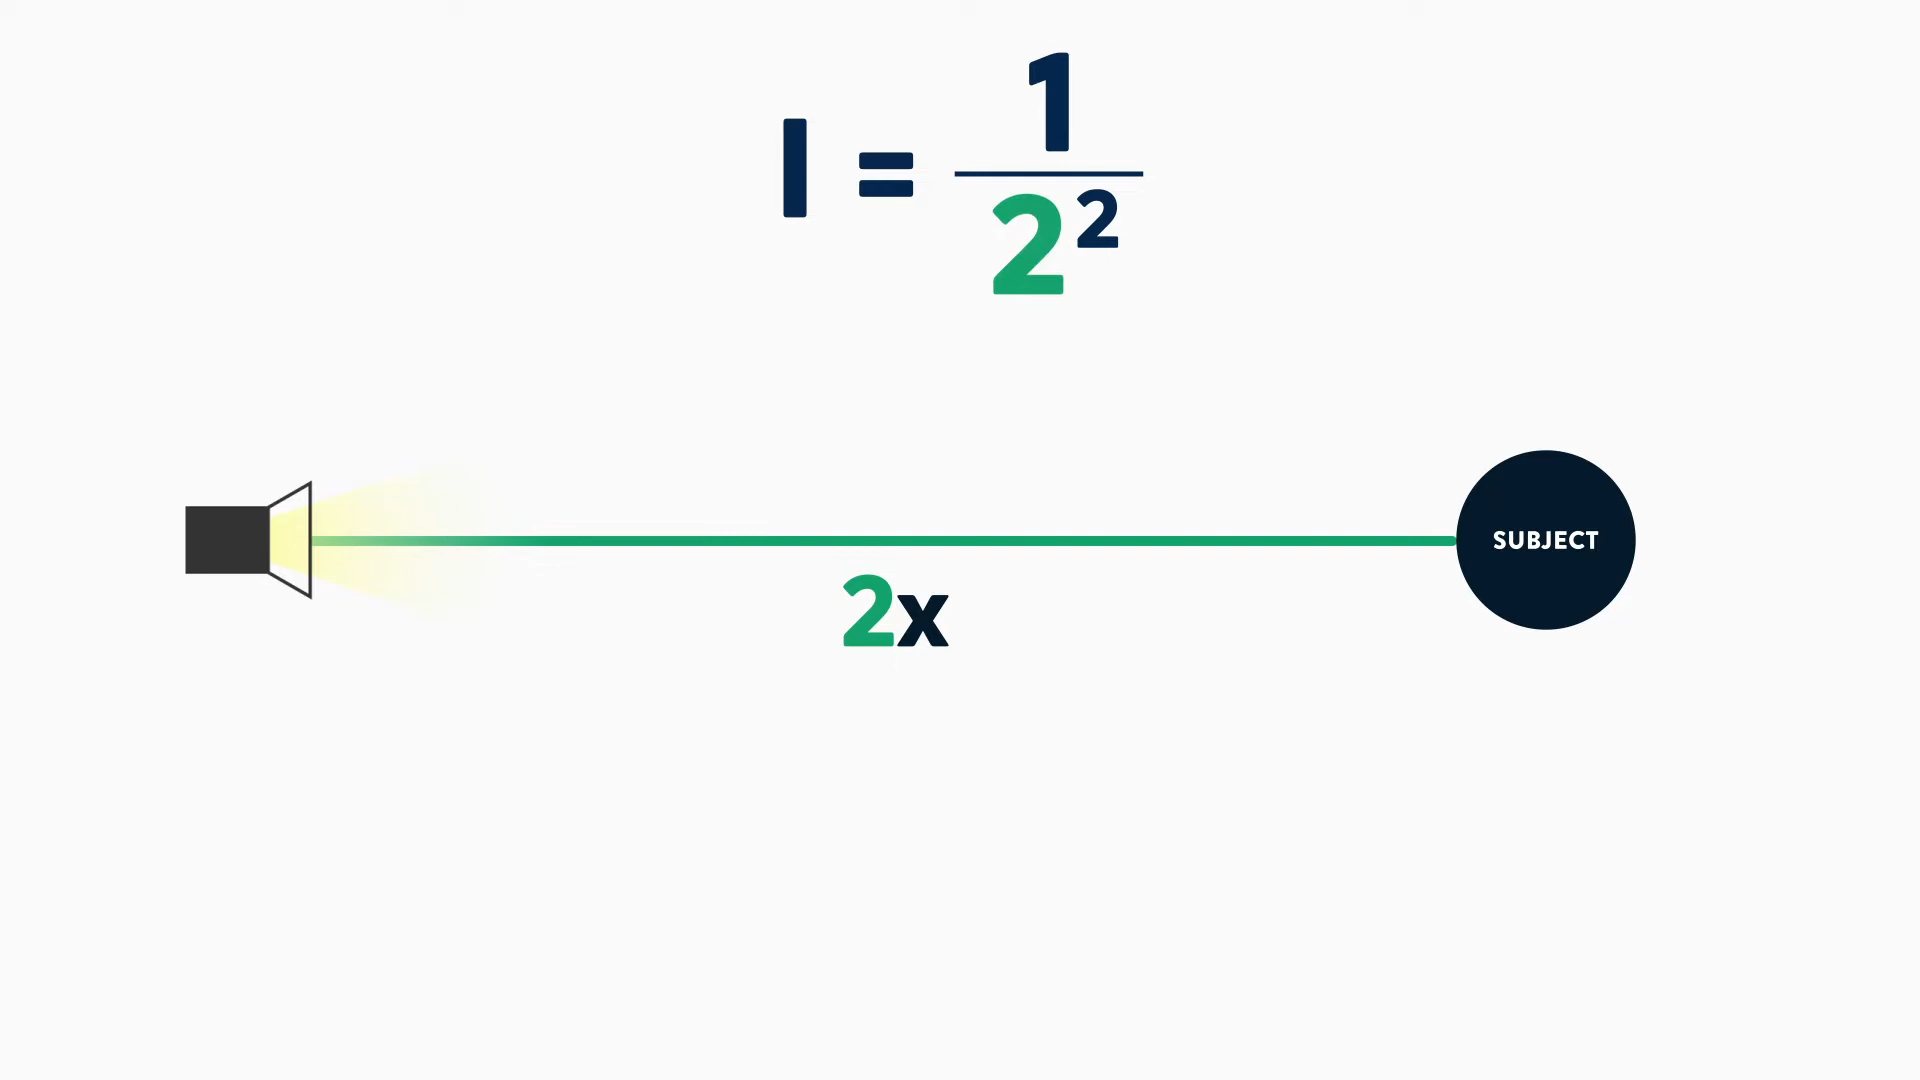 I = 1/2²
SUBJECT
2x